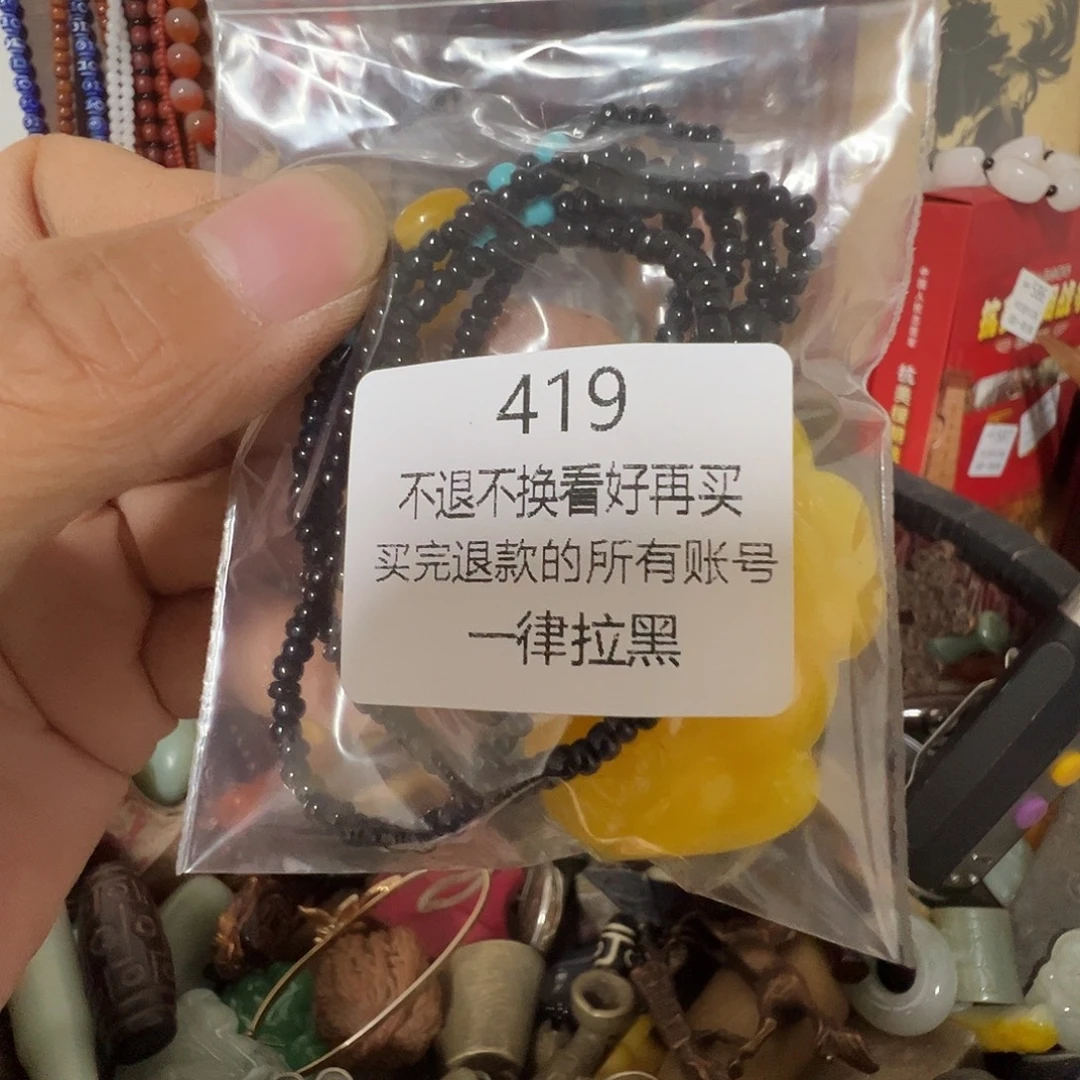 419
不退不换看好再买
买完退款的所有账号
一律拉黑